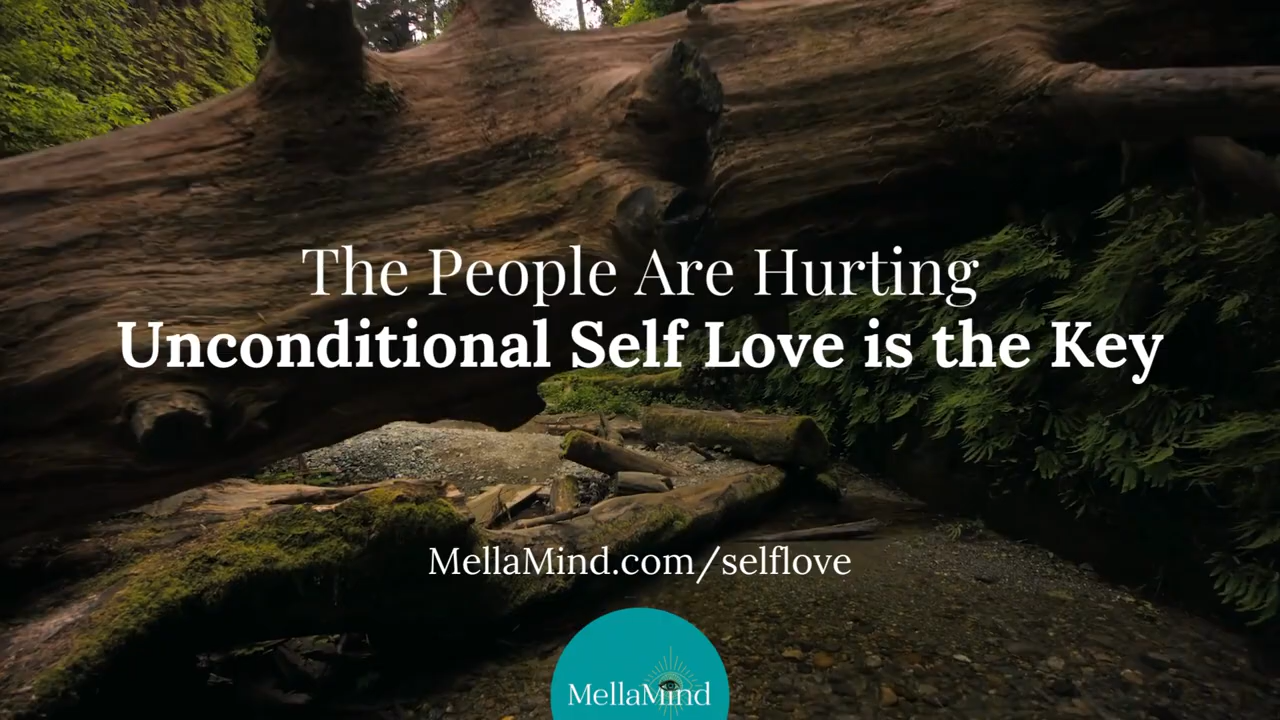 The People Are Hurting
Unconditional Self Love is the Key
MellaMind.com/selflove
MellaMind